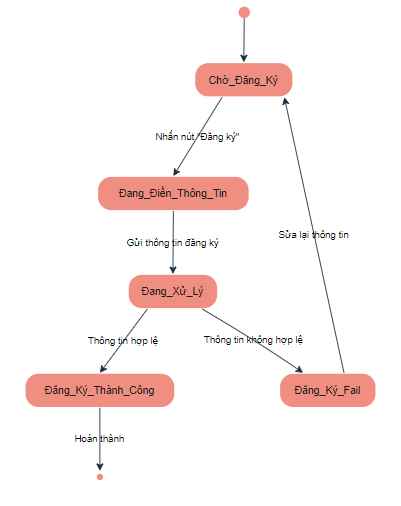 Chờ_Đăng_Ký
Nhấn nút "Đăng ký"
Đang_Điền_Thông_Tin
Sửa lại thông tin
Gửi thông tin đăng ký
Đang_Xử_Lý
Thông tin hợp lệ
Thông tin không hợp lệ
Đăng_Ký_Thành_Công
Đăng_Ký_Fail
Hoàn thành